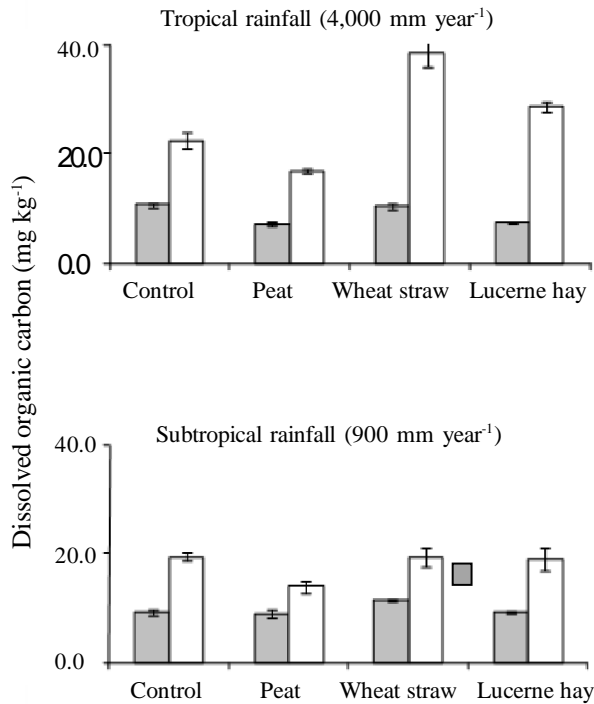 Tropical rainfall (4,000 mm year⁻¹)
40.0
20.0
0.0
Control Peat Wheat straw Lucerne hay
Dissolved organic carbon (mg kg⁻¹)
Subtropical rainfall (900 mm year⁻¹)
40.0
20.0
0.0
Control Peat Wheat straw Lucerne hay